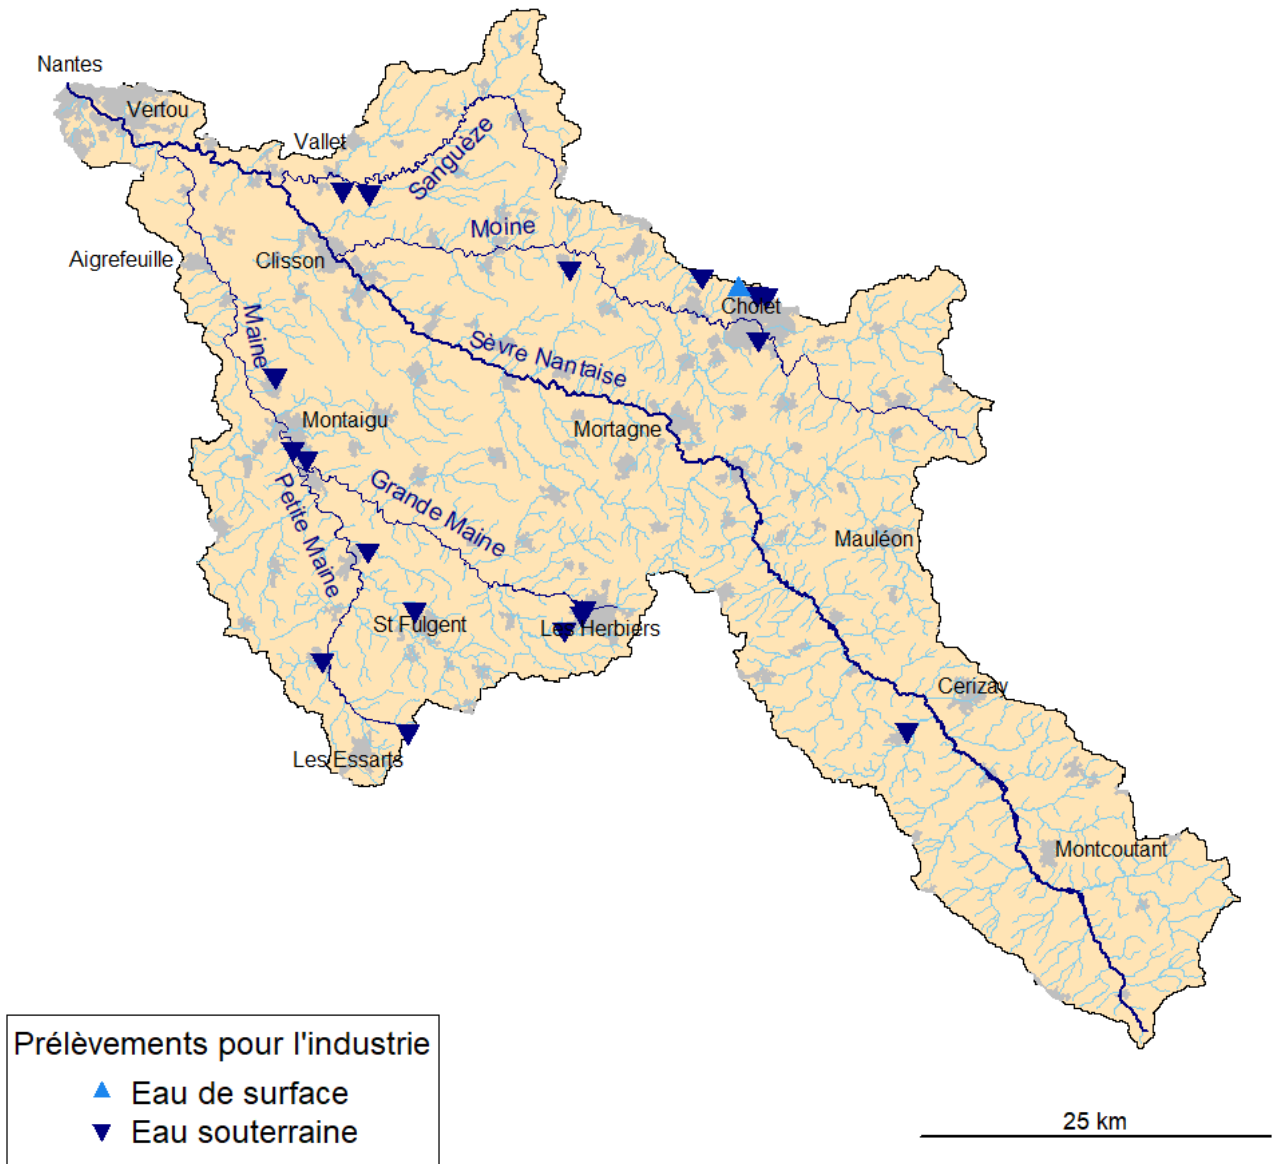 Nantes
Vertou
Vallet
Sanguèze
Moine
Aigrefeuille
Clisson
Cholet
Maine
Sèvre Nantaise
Montaigu
Mortagne
Grande Maine
Petite Maine
Mauléon
St Fulgent
Les Herbiers
Cerizay
Les Essarts
Montcoutant
Prélèvements pour l'industrie
Eau de surface
Eau souterraine
25 km